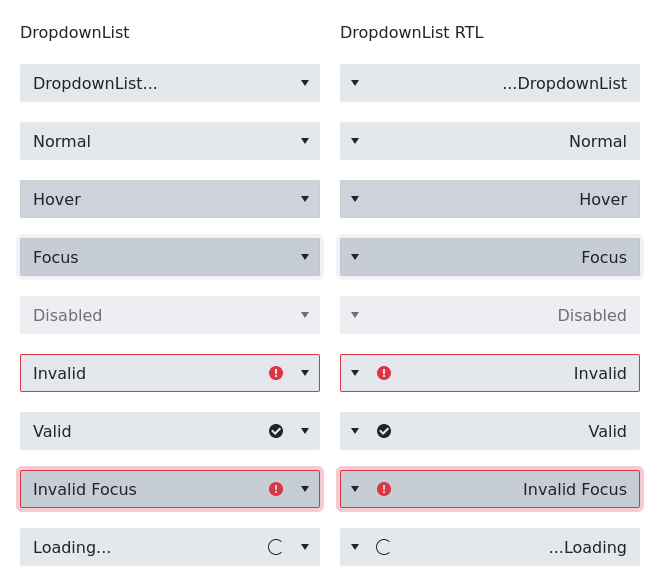 DropdownList
DropdownList RTL
DropdownList...
...DropdownList
Normal
Normal
Hover
Hover
Focus
Focus
Disabled
Disabled
Invalid
Invalid
Valid
Valid
Invalid Focus
Invalid Focus
Loading...
...Loading